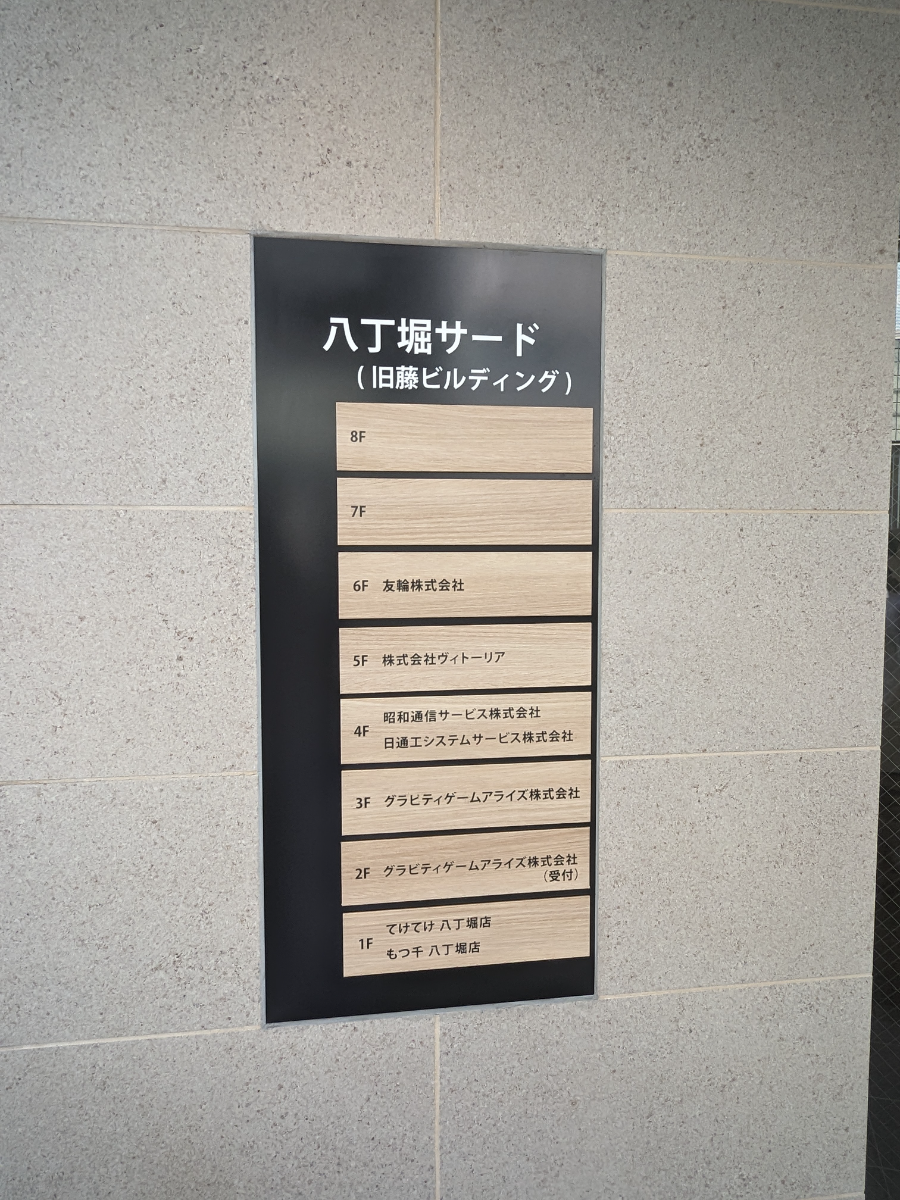 八丁堀サード
(旧藤ビルディング)
8F
7F
6F 友輪株式会社
5F 株式会社ヴィトーリア
4F 昭和通信サービス株式会社
日通工システムサービス株式会社
3F グラビティゲームアライズ株式会社
2F グラビティゲームアライズ株式会社
(受付)
1F てけてけ 八丁堀店
もつ千 八丁堀店